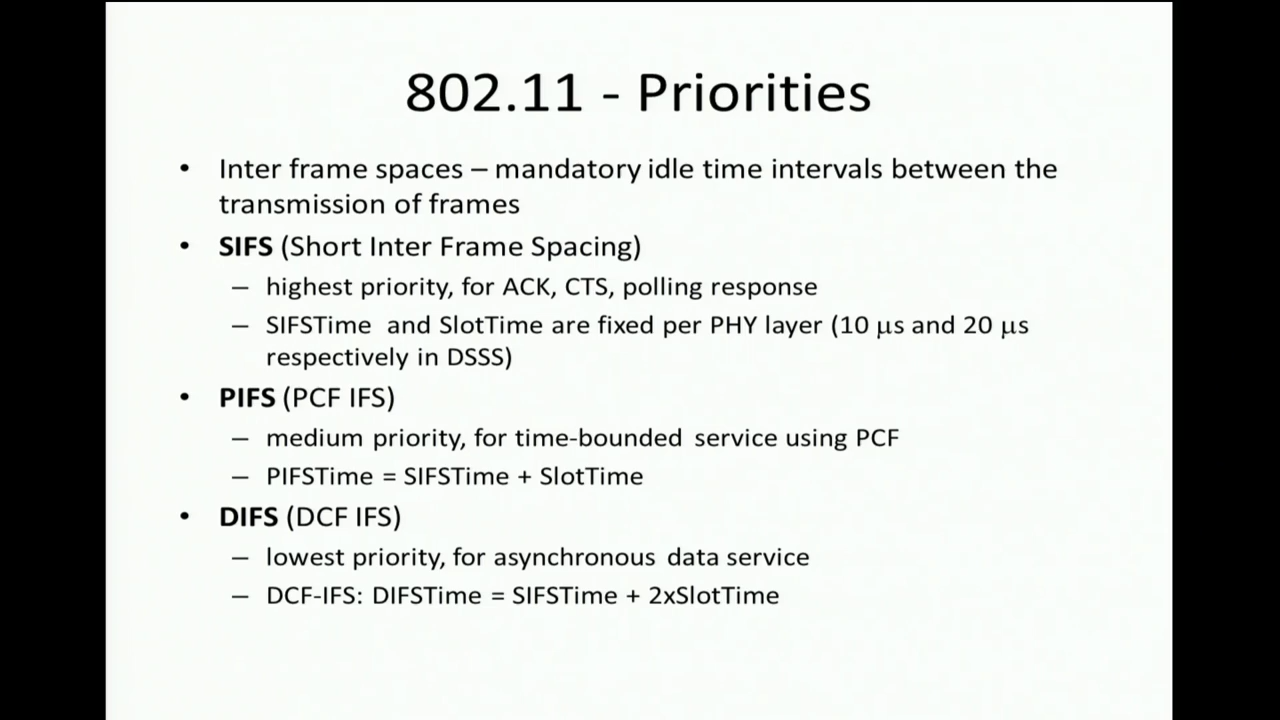 802.11 - Priorities
• Inter frame spaces – mandatory idle time intervals between the
transmission of frames
• SIFS (Short Inter Frame Spacing)
– highest priority, for ACK, CTS, polling response
– SIFSTime and SlotTime are fixed per PHY layer (10 μs and 20 μs
respectively in DSSS)
• PIFS (PCF IFS)
– medium priority, for time-bounded service using PCF
– PIFSTime = SIFSTime + SlotTime
• DIFS (DCF IFS)
– lowest priority, for asynchronous data service
– DCF-IFS: DIFSTime = SIFSTime + 2xSlotTime